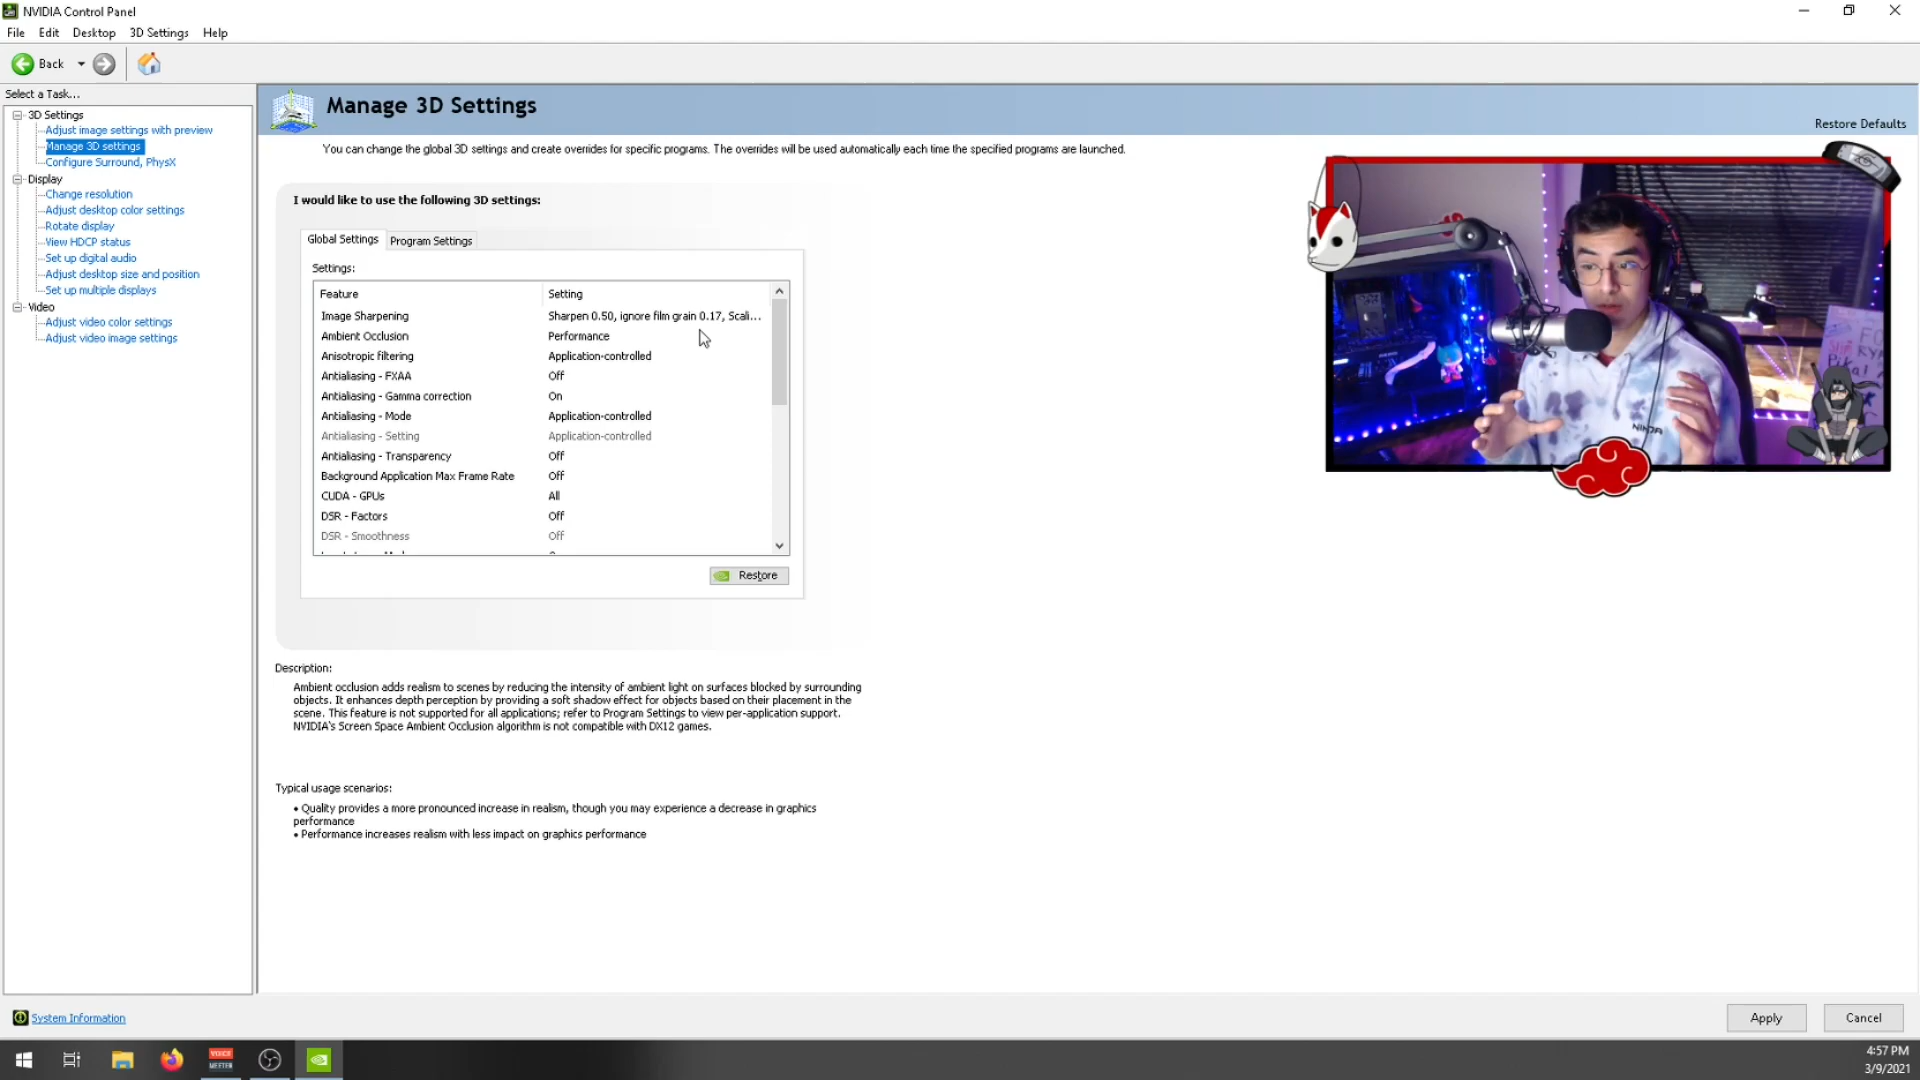 NVIDIA Control Panel
File Edit Desktop 3D Settings Help
Back
Select a Task...
3D Settings
Adjust image settings with preview
Manage 3D settings
Configure Surround, PhysX
Display
Change resolution
Adjust desktop color settings
Rotate display
View HDCP status
Set up digital audio
Adjust desktop size and position
Set up multiple displays
Video
Adjust video color settings
Adjust video image settings
Manage 3D Settings
Restore Defaults
You can change the global 3D settings and create overrides for specific programs. The overrides will be used automatically each time the specified programs are launched.
I would like to use the following 3D settings:
Global Settings Program Settings
Settings:
Feature Setting
Image Sharpening Sharpen 0.50, ignore film grain 0.17, Scali...
Ambient Occlusion Performance
Anisotropic filtering Application-controlled
Antialiasing - FXAA Off
Antialiasing - Gamma correction On
Antialiasing - Mode Application-controlled
Antialiasing - Setting Application-controlled
Antialiasing - Transparency Off
Background Application Max Frame Rate Off
CUDA - GPUs All
DSR - Factors Off
DSR - Smoothness Off
Restore
Description:
Ambient occlusion adds realism to scenes by reducing the intensity of ambient light on surfaces blocked by surrounding
objects. It enhances depth perception by providing a soft shadow effect for objects based on their placement in the
scene. This feature is not supported for all applications; refer to Program Settings to view per-application support.
NVIDIA's Screen Space Ambient Occlusion algorithm is not compatible with DX12 games.
Typical usage scenarios:
• Quality provides a more pronounced increase in realism, though you may experience a decrease in graphics
performance
• Performance increases realism with less impact on graphics performance
NINJA
System Information
Apply Cancel
VOICE
MEETER
4:57 PM
3/9/2021